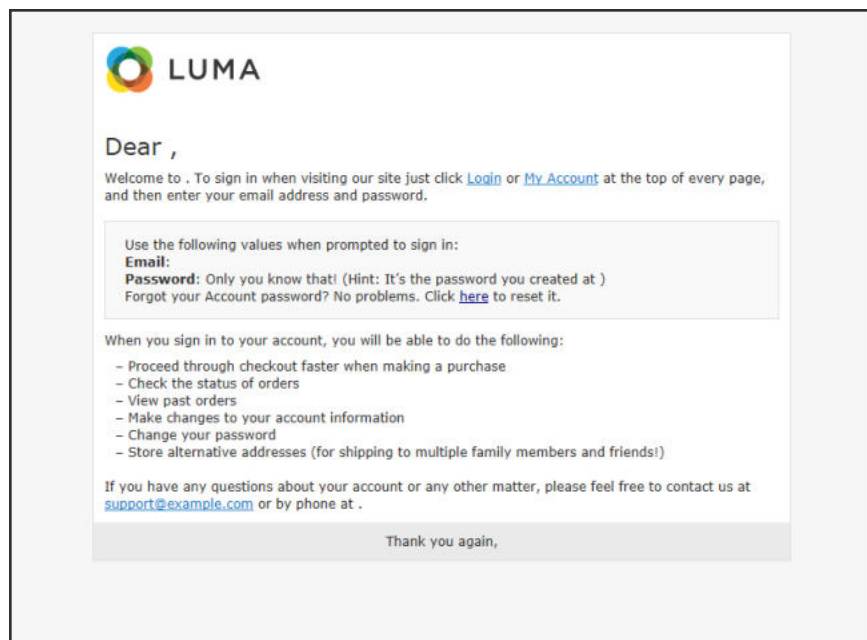 LUMA
Dear ,
Welcome to . To sign in when visiting our site just click Login or My Account at the top of every page,
and then enter your email address and password.
Use the following values when prompted to sign in:
Email:
Password: Only you know that! (Hint: It's the password you created at )
Forgot your Account password? No problems. Click here to reset it.
When you sign in to your account, you will be able to do the following:
– Proceed through checkout faster when making a purchase
– Check the status of orders
– View past orders
– Make changes to your account information
– Change your password
– Store alternative addresses (for shipping to multiple family members and friends!)
If you have any questions about your account or any other matter, please feel free to contact us at
support@example.com or by phone at .
Thank you again,